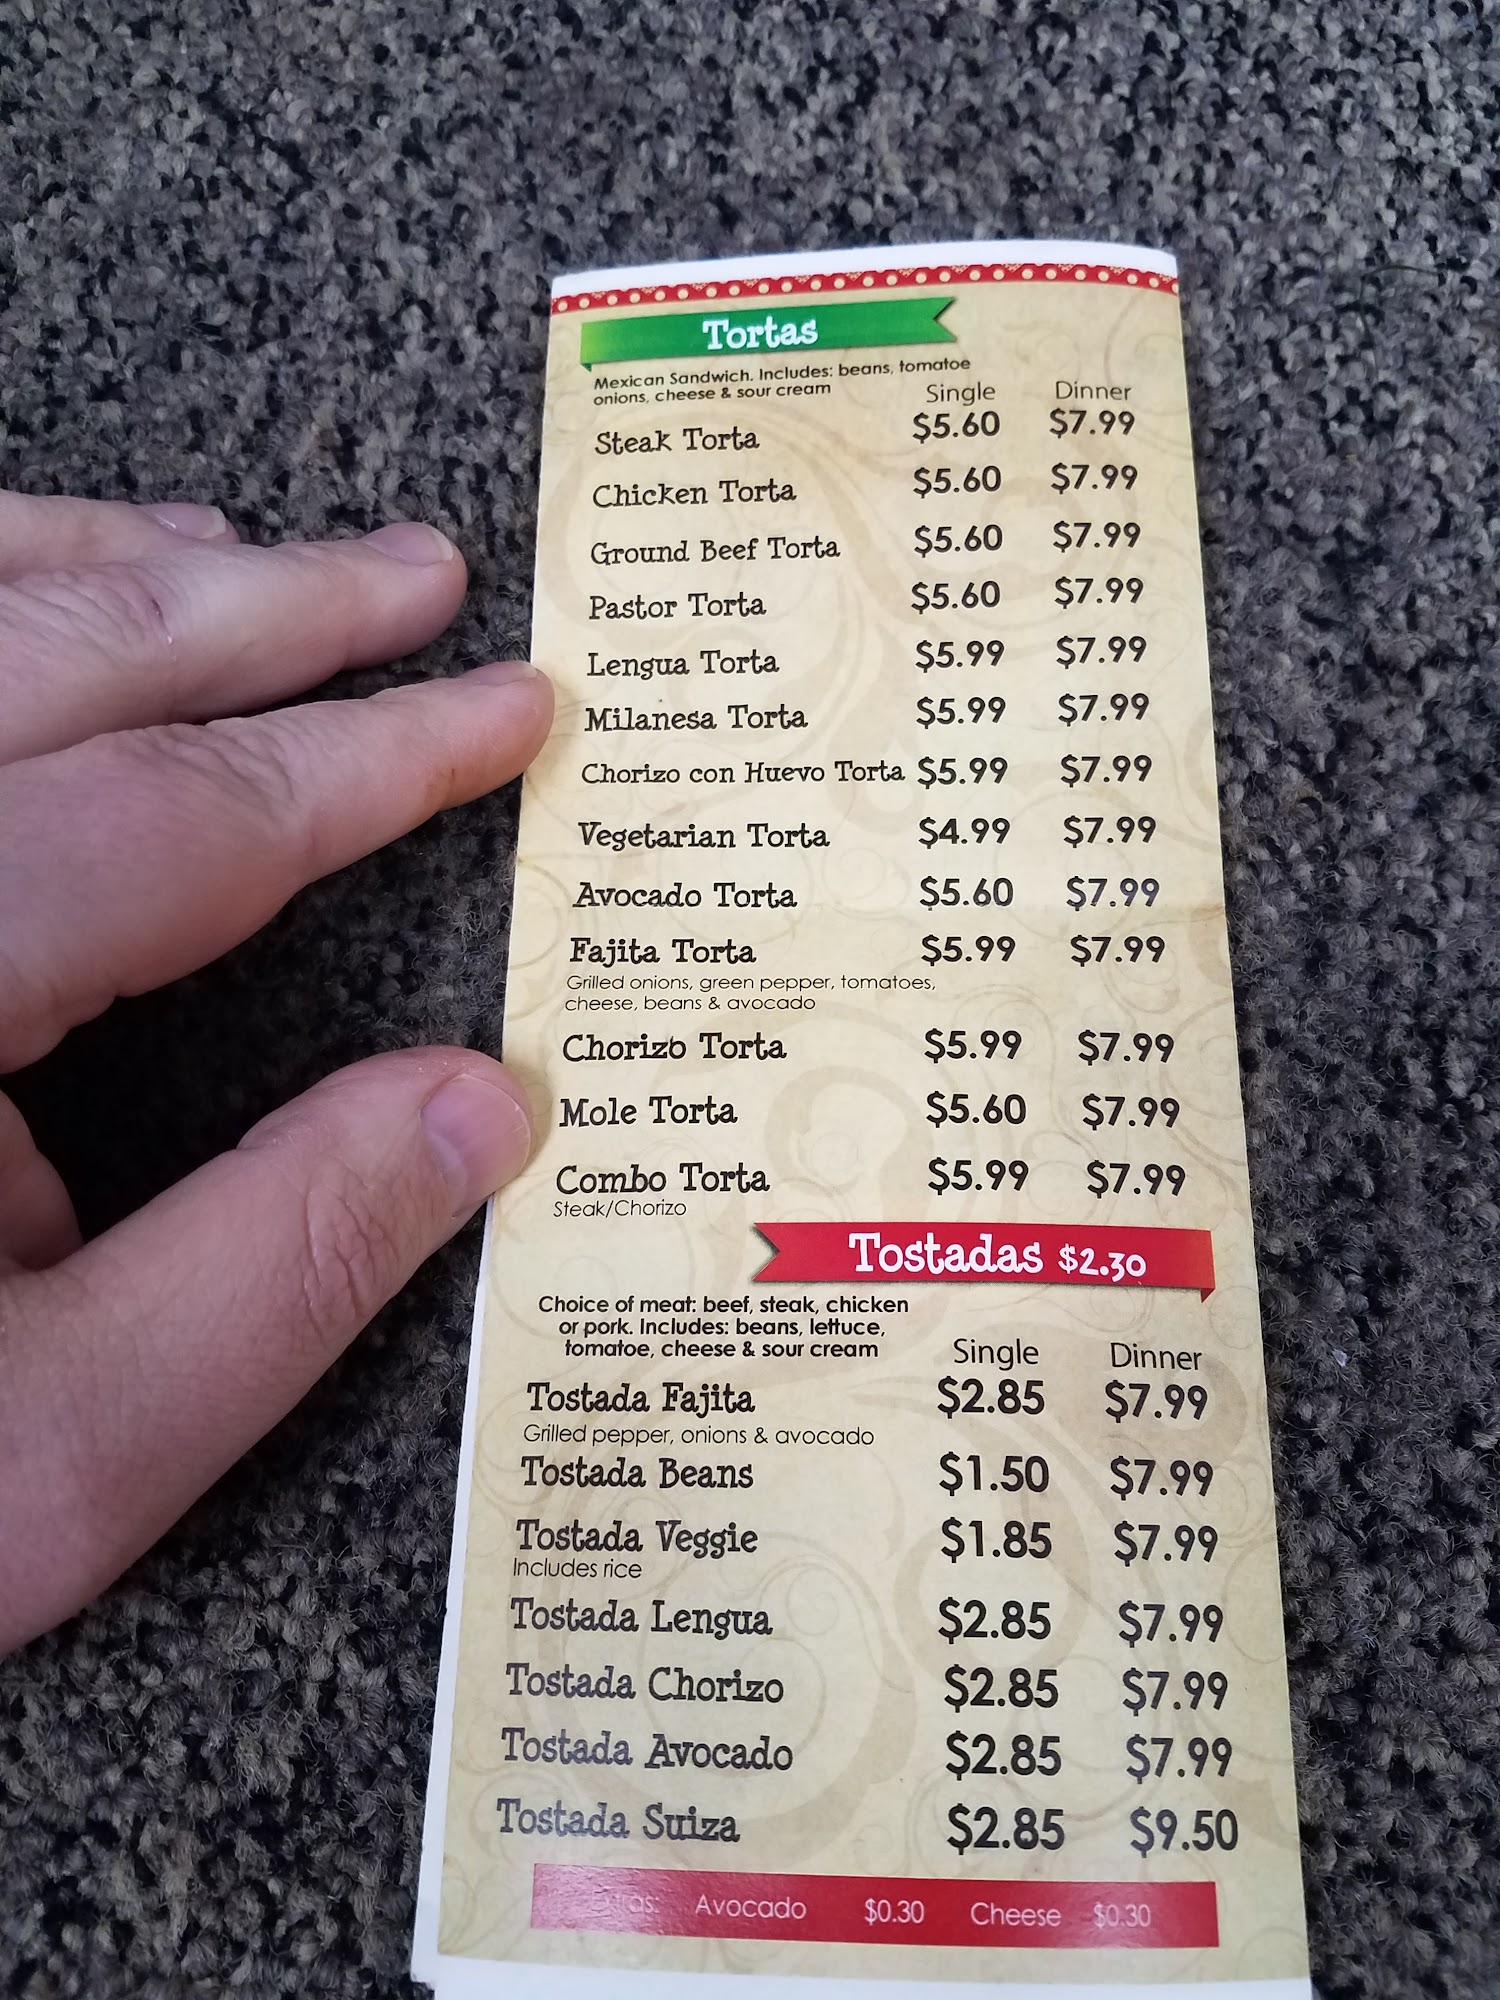 Tortas
Mexican Sandwich. Includes: beans, tomatoe
onions, cheese & sour cream
Single Dinner
Steak Torta $5.60 $7.99
Chicken Torta $5.60 $7.99
Ground Beef Torta $5.60 $7.99
Pastor Torta $5.60 $7.99
Lengua Torta $5.99 $7.99
Milanesa Torta $5.99 $7.99
Chorizo con Huevo Torta $5.99 $7.99
Vegetarian Torta $4.99 $7.99
Avocado Torta $5.60 $7.99
Fajita Torta $5.99 $7.99
Grilled onions, green pepper, tomatoes,
cheese, beans & avocado
Chorizo Torta $5.99 $7.99
Mole Torta $5.60 $7.99
Combo Torta $5.99 $7.99
Steak/Chorizo
Tostadas $2.30
Choice of meat: beef, steak, chicken
or pork. Includes: beans, lettuce,
tomatoe, cheese & sour cream
Single Dinner
Tostada Fajita $2.85 $7.99
Grilled pepper, onions & avocado
Tostada Beans $1.50 $7.99
Tostada Veggie $1.85 $7.99
Includes rice
Tostada Lengua $2.85 $7.99
Tostada Chorizo $2.85 $7.99
Tostada Avocado $2.85 $7.99
Tostada Suiza $2.85 $9.50
Avocado $0.30 Cheese $0.30